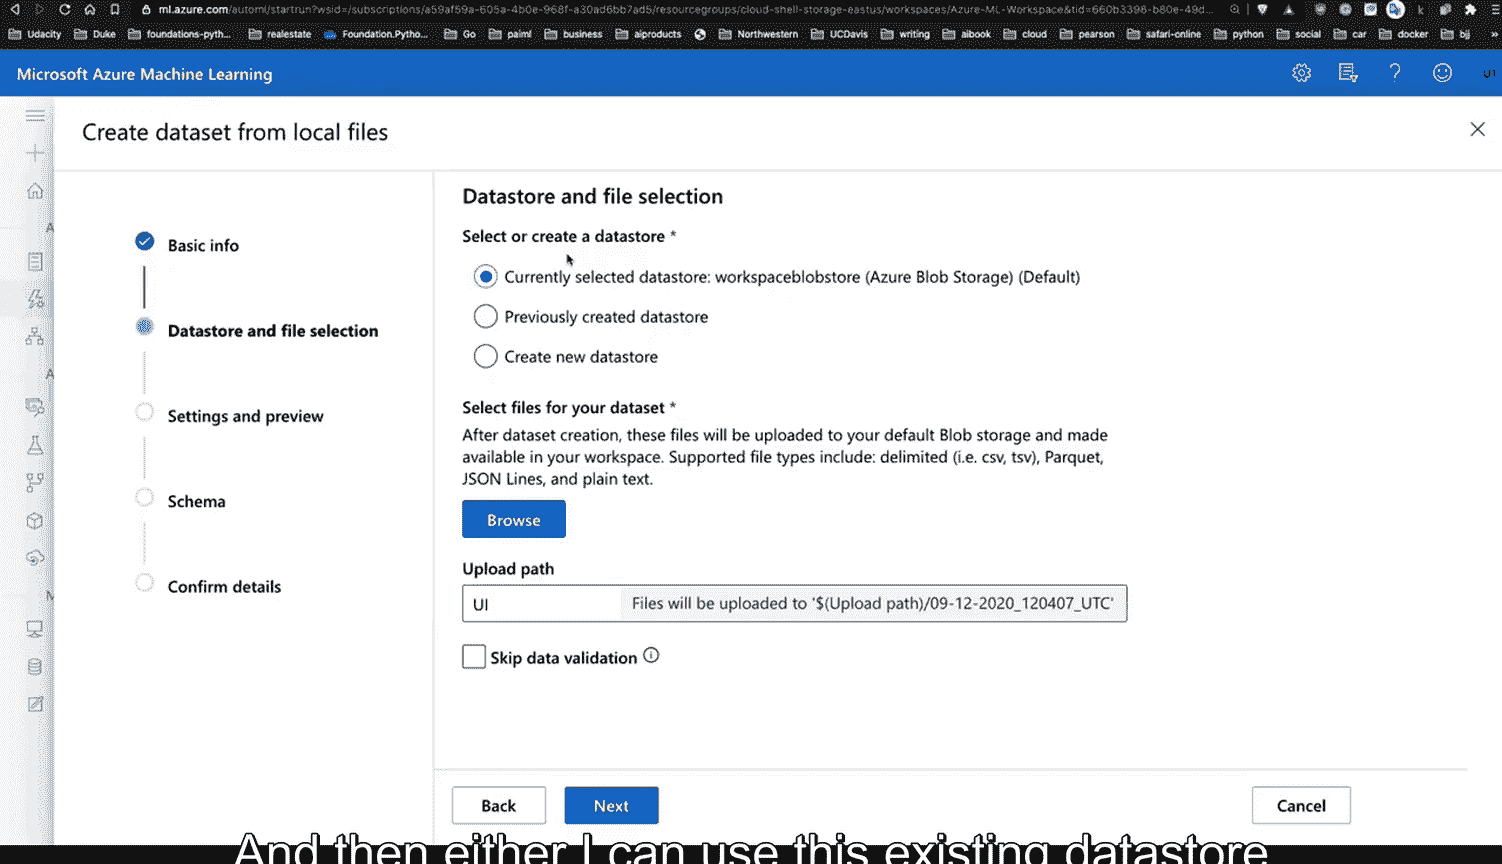 ml.azure.com/automl/startrun?wsid=/subscriptions/a59af59a-605a-4b0e-968f-a30ad6bb7ad5/resourcegroups/cloud-shell-storage-eastus/workspaces/Azure-ML-Workspace&tid=660b3398-b80e-49d...
Udacity Duke foundations-pyth... realestate Foundation.Pytho... Go paiml business aiproducts Northwestern UCDavis writing aibook cloud pearson safari-online python social car docker bjj »
Microsoft Azure Machine Learning
Create dataset from local files
Basic info
Datastore and file selection
Settings and preview
Schema
Confirm details
Datastore and file selection
Select or create a datastore *
Currently selected datastore: workspaceblobstore (Azure Blob Storage) (Default)
Previously created datastore
Create new datastore
Select files for your dataset *
After dataset creation, these files will be uploaded to your default Blob storage and made
available in your workspace. Supported file types include: delimited (i.e. csv, tsv), Parquet,
JSON Lines, and plain text.
Browse
Upload path
UI Files will be uploaded to '$(Upload path)/09-12-2020_120407_UTC'
Skip data validation
Back Next Cancel
And then either I can use this existing datastore